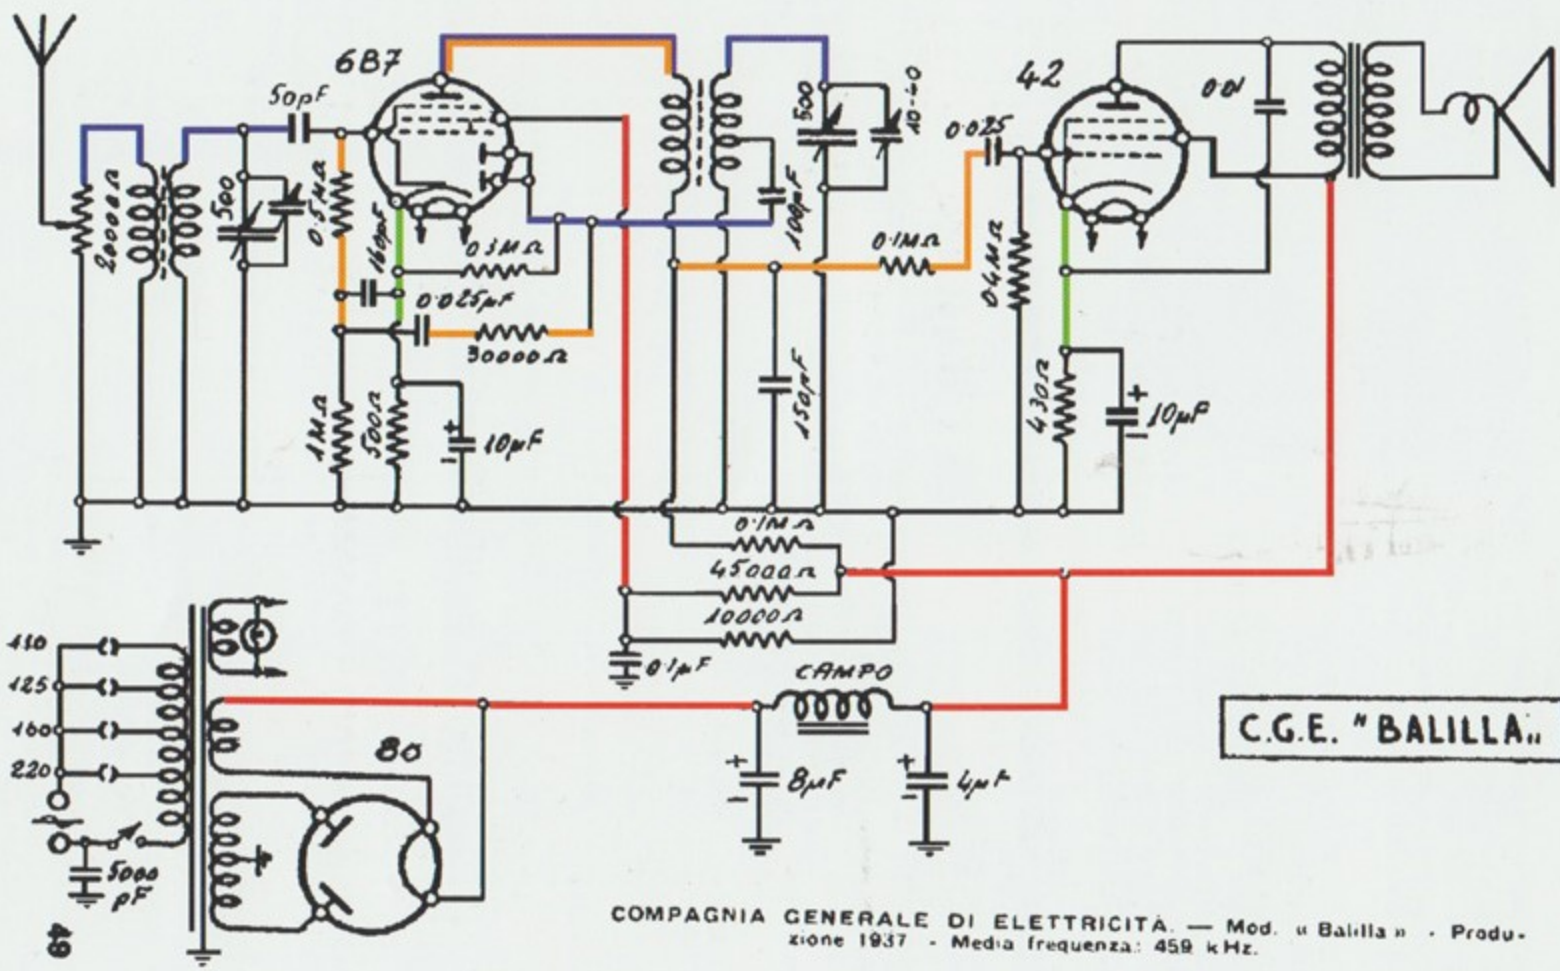 6B7
50pF
42
0.01
500
10-40
0.025
20000Ω
500
0.5MΩ
160pF
0.3MΩ
100pF
0.1MΩ
0.4MΩ
0.025μF
30000Ω
1MΩ
500Ω
+
-
10μF
150pF
430Ω
+
-
10μF
0.1MΩ
45000Ω
10000Ω
0.1μF
CAMPO
110
125
160
220
80
+
-
8μF
+
-
4μF
C.G.E. "BALILLA„
5000
pF
49
COMPAGNIA GENERALE DI ELETTRICITÀ. — Mod. « Balilla » - Produ-
zione 1937 - Media frequenza: 459 kHz.